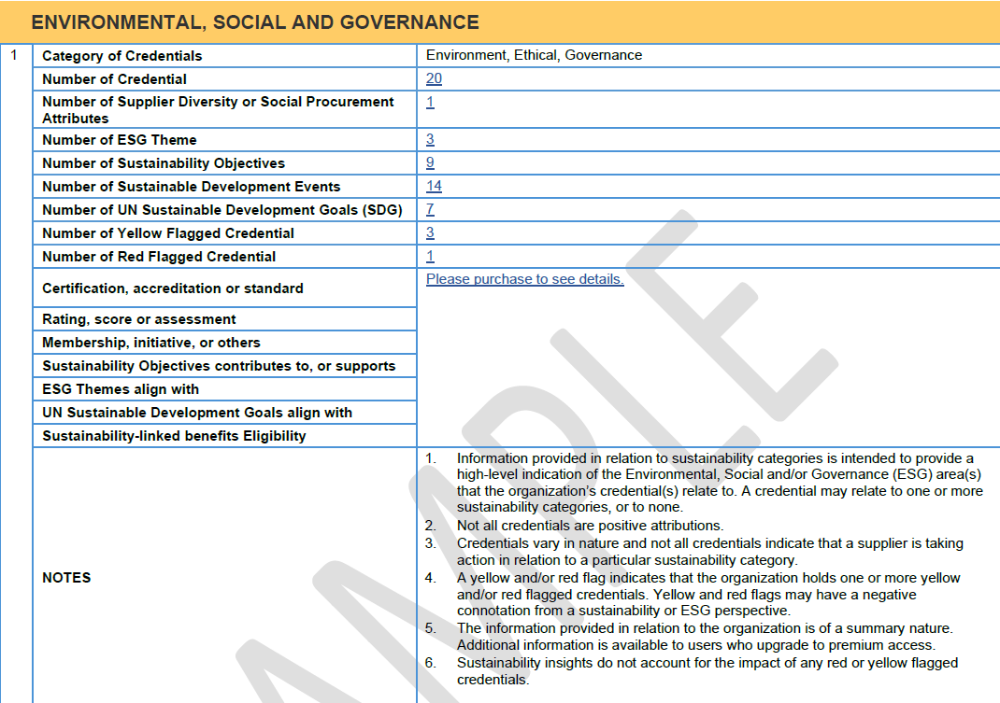 ENVIRONMENTAL, SOCIAL AND GOVERNANCE
1 Category of Credentials Environment, Ethical, Governance
Number of Credential 20
Number of Supplier Diversity or Social Procurement
Attributes 1
Number of ESG Theme 3
Number of Sustainability Objectives 9
Number of Sustainable Development Events 14
Number of UN Sustainable Development Goals (SDG) 7
Number of Yellow Flagged Credential 3
Number of Red Flagged Credential 1
Certification, accreditation or standard Please purchase to see details.
Rating, score or assessment
Membership, initiative, or others
Sustainability Objectives contributes to, or supports
ESG Themes align with
UN Sustainable Development Goals align with
Sustainability-linked benefits Eligibility
NOTES
1. Information provided in relation to sustainability categories is intended to provide a
high-level indication of the Environmental, Social and/or Governance (ESG) area(s)
that the organization's credential(s) relate to. A credential may relate to one or more
sustainability categories, or to none.
2. Not all credentials are positive attributions.
3. Credentials vary in nature and not all credentials indicate that a supplier is taking
action in relation to a particular sustainability category.
4. A yellow and/or red flag indicates that the organization holds one or more yellow
and/or red flagged credentials. Yellow and red flags may have a negative
connotation from a sustainability or ESG perspective.
5. The information provided in relation to the organization is of a summary nature.
Additional information is available to users who upgrade to premium access.
6. Sustainability insights do not account for the impact of any red or yellow flagged
credentials.
AMPLE